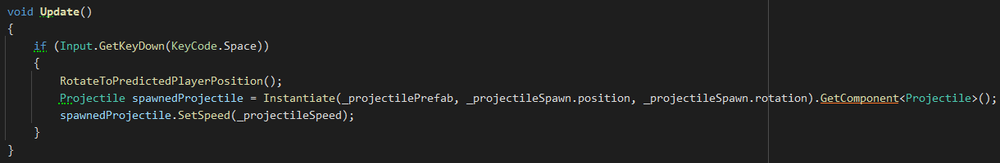 void Update()
{
    if (Input.GetKeyDown(KeyCode.Space))
    {
        RotateToPredictedPlayerPosition();
        Projectile spawnedProjectile = Instantiate(_projectilePrefab, _projectileSpawn.position, _projectileSpawn.rotation).GetComponent<Projectile>();
        spawnedProjectile.SetSpeed(_projectileSpeed);
    }
}